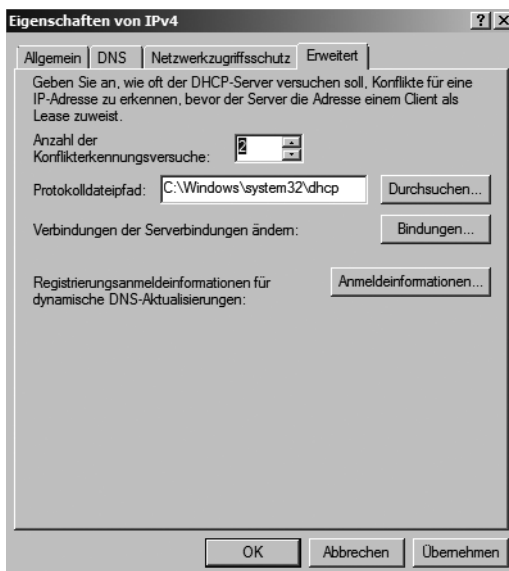 Eigenschaften von IPv4
Allgemein DNS Netzwerkzugriffsschutz Erweitert
Geben Sie an, wie oft der DHCP-Server versuchen soll, Konflikte für eine
IP-Adresse zu erkennen, bevor der Server die Adresse einem Client als
Lease zuweist.
Anzahl der
Konflikterkennungsversuche: 2
Protokolldateipfad: C:\Windows\system32\dhcp Durchsuchen...
Verbindungen der Serverbindungen ändern: Bindungen...
Registrierungsanmeldeinformationen für
dynamische DNS-Aktualisierungen: Anmeldeinformationen...
OK Abbrechen Übernehmen